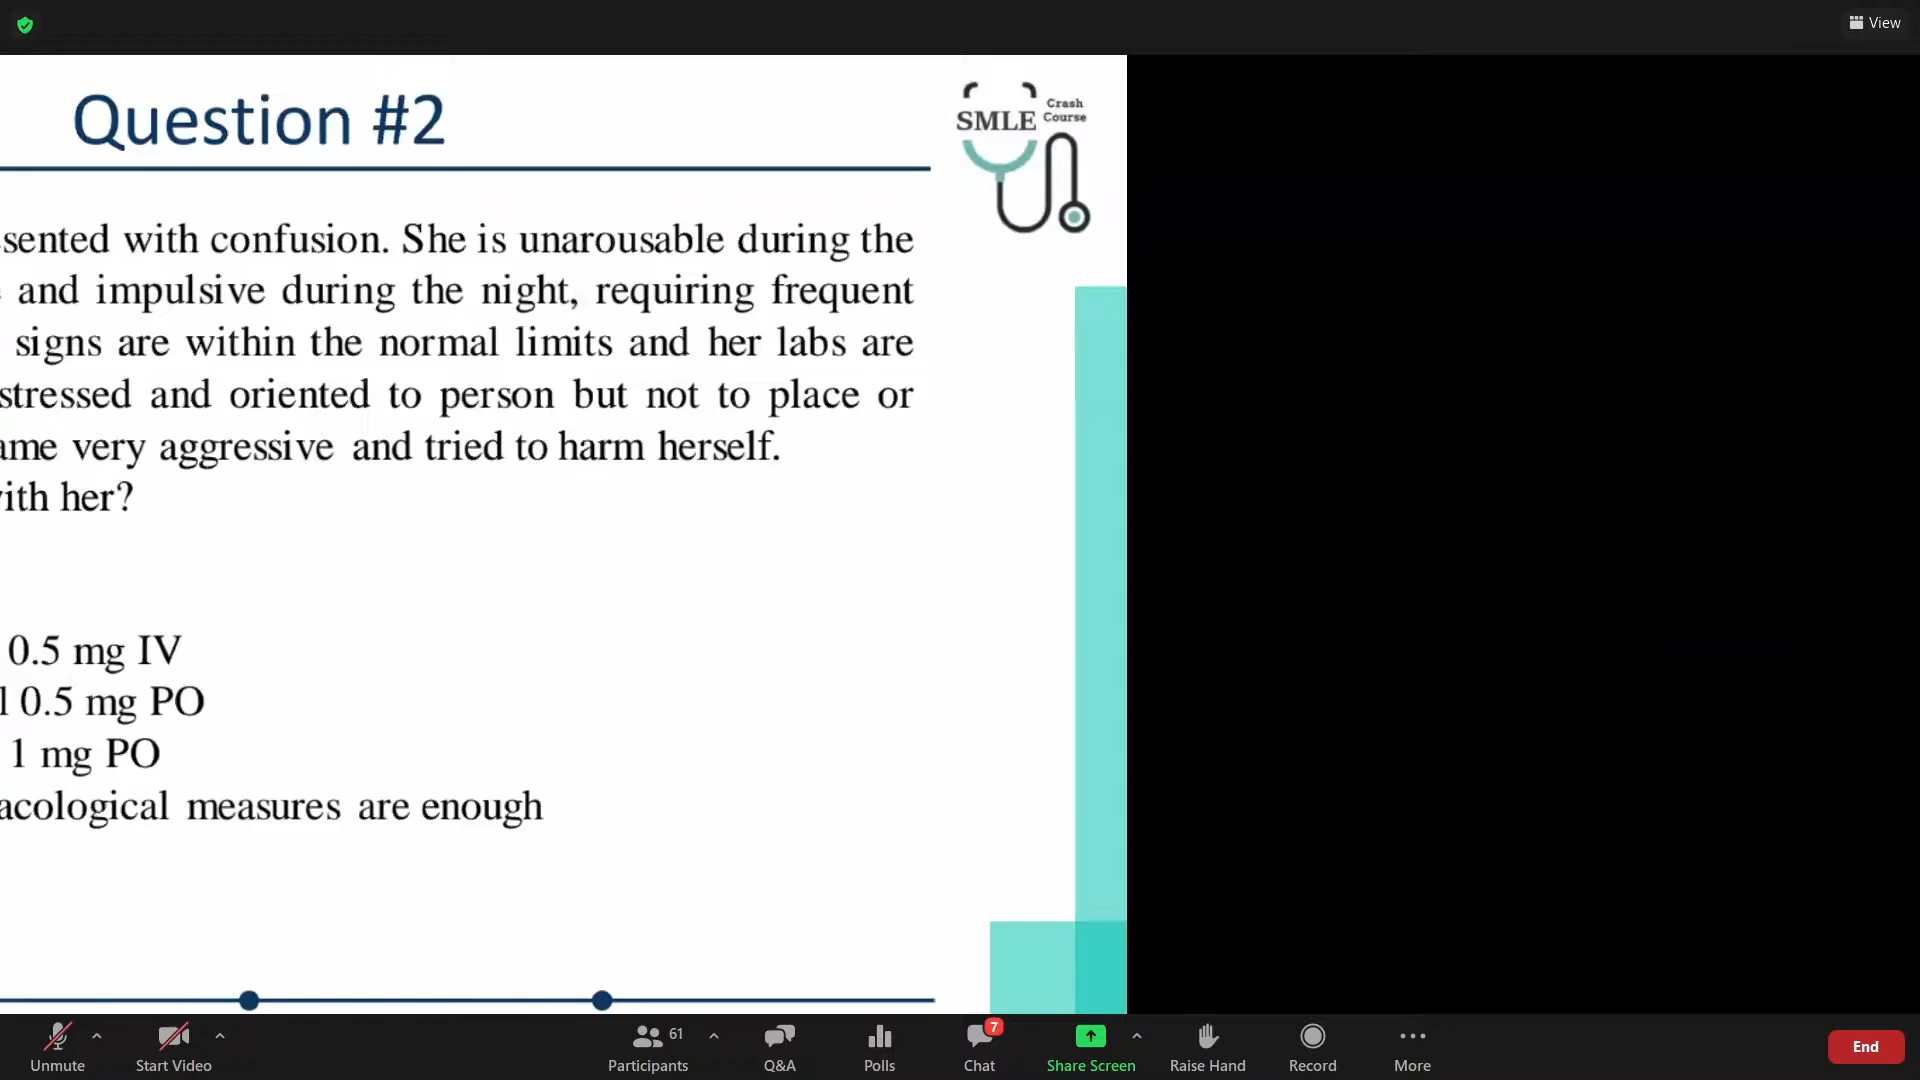 View
Question #2
SMLE Crash Course
sented with confusion. She is unarousable during the
and impulsive during the night, requiring frequent
signs are within the normal limits and her labs are
stressed and oriented to person but not to place or
ame very aggressive and tried to harm herself.
ith her?
0.5 mg IV
l 0.5 mg PO
1 mg PO
acological measures are enough
Unmute
Start Video
Participants 61
Q&A
Polls
Chat 7
Share Screen
Raise Hand
Record
More
End